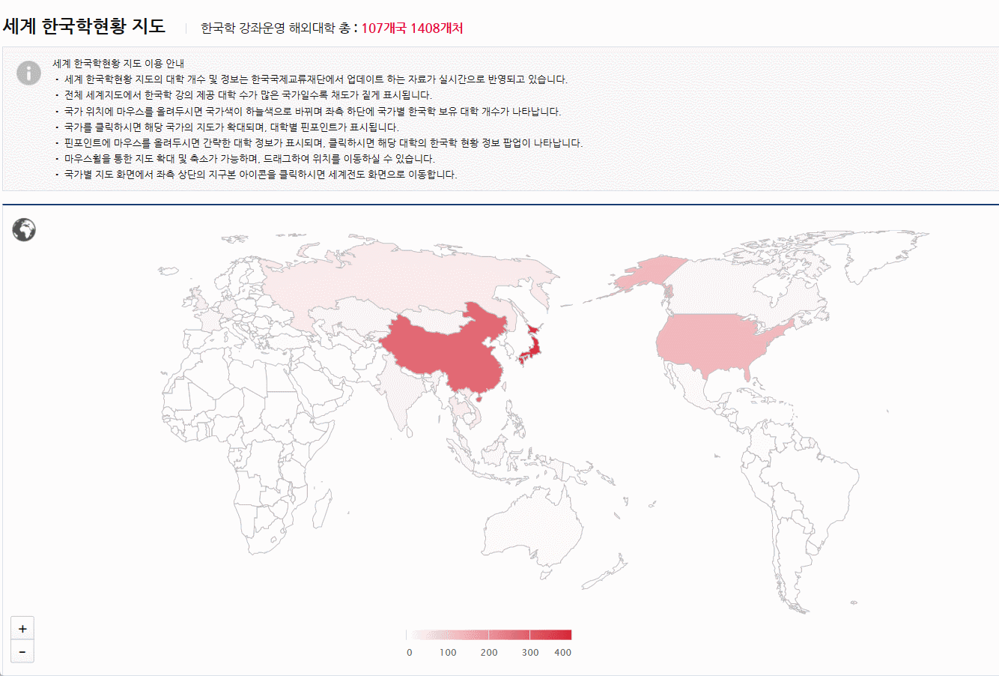 세계 한국학현황 지도 | 한국학 강좌운영 해외대학 총 : 107개국 1408개처
세계 한국학현황 지도 이용 안내
· 세계 한국학현황 지도의 대학 개수 및 정보는 한국국제교류재단에서 업데이트 하는 자료가 실시간으로 반영되고 있습니다.
· 전체 세계지도에서 한국학 강의 제공 대학 수가 많은 국가일수록 채도가 짙게 표시됩니다.
· 국가 위치에 마우스를 올려두시면 국가색이 하늘색으로 바뀌며 좌측 하단에 국가별 한국학 보유 대학 개수가 나타납니다.
· 국가를 클릭하시면 해당 국가의 지도가 확대되며, 대학별 핀포인트가 표시됩니다.
· 핀포인트에 마우스를 올려두시면 간략한 대학 정보가 표시되며, 클릭하시면 해당 대학의 한국학 현황 정보 팝업이 나타납니다.
· 마우스휠을 통한 지도 확대 및 축소가 가능하며, 드래그하여 위치를 이동하실 수 있습니다.
· 국가별 지도 화면에서 좌측 상단의 지구본 아이콘을 클릭하시면 세계전도 화면으로 이동합니다.
+
-
0 100 200 300 400